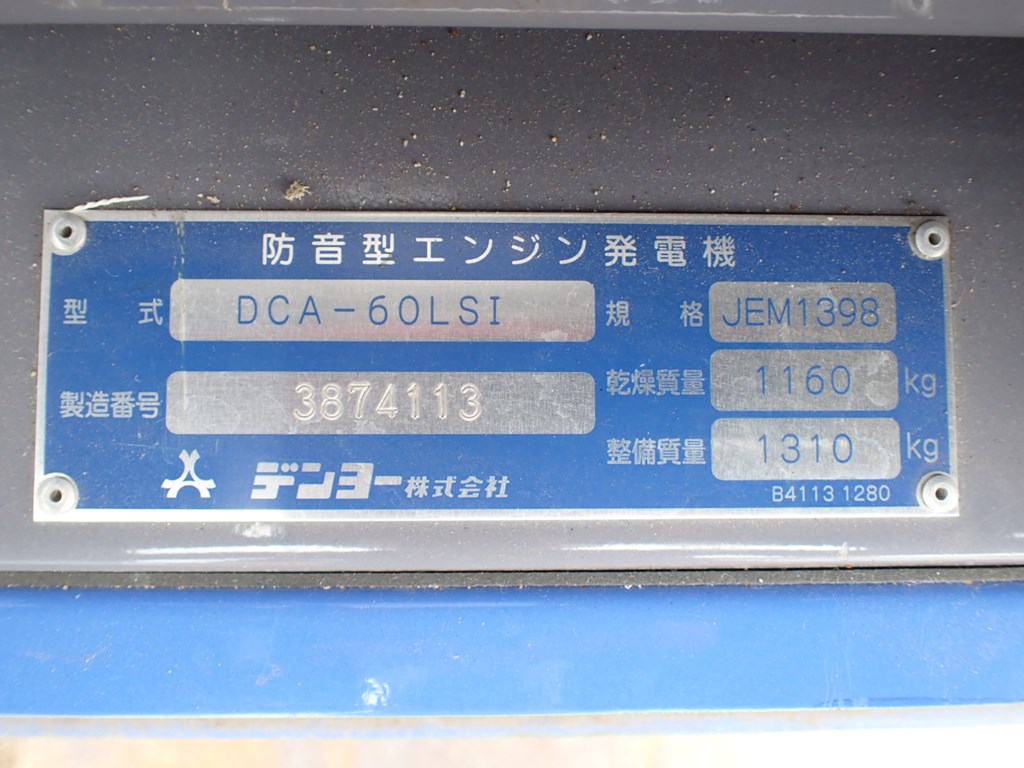 防音型エンジン発電機
型式 DCA-60LSI 規格 JEM1398
製造番号 3874113 乾燥質量 1160 kg
整備質量 1310 kg
デンヨー株式会社 B4113 1280